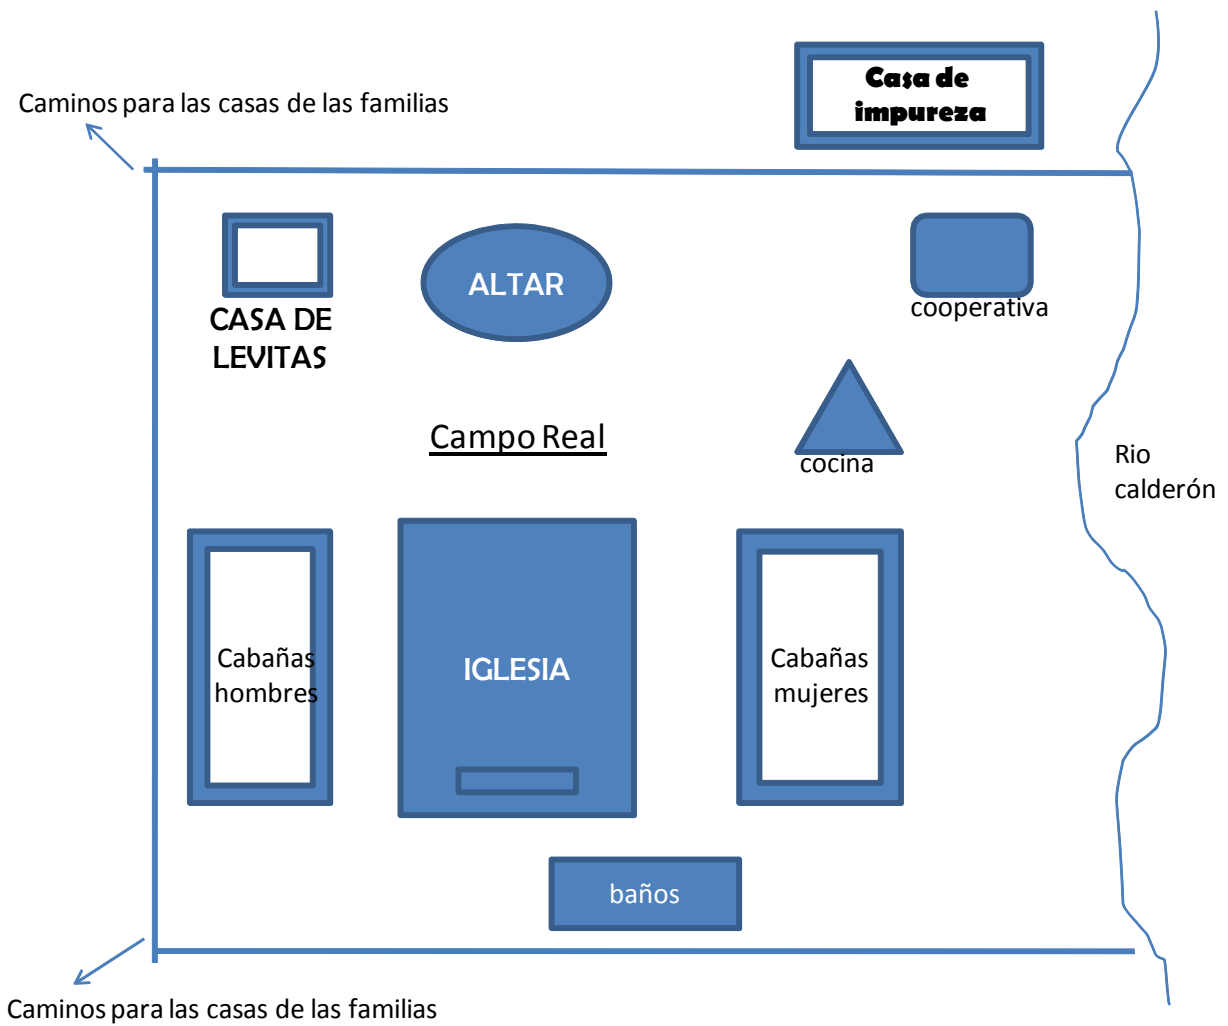 Casa de
impureza
Caminos para las casas de las familias
ALTAR
CASA DE
LEVITAS
cooperativa
Campo Real
cocina
Rio
calderón
Cabañas
hombres
IGLESIA
Cabañas
mujeres
baños
Caminos para las casas de las familias